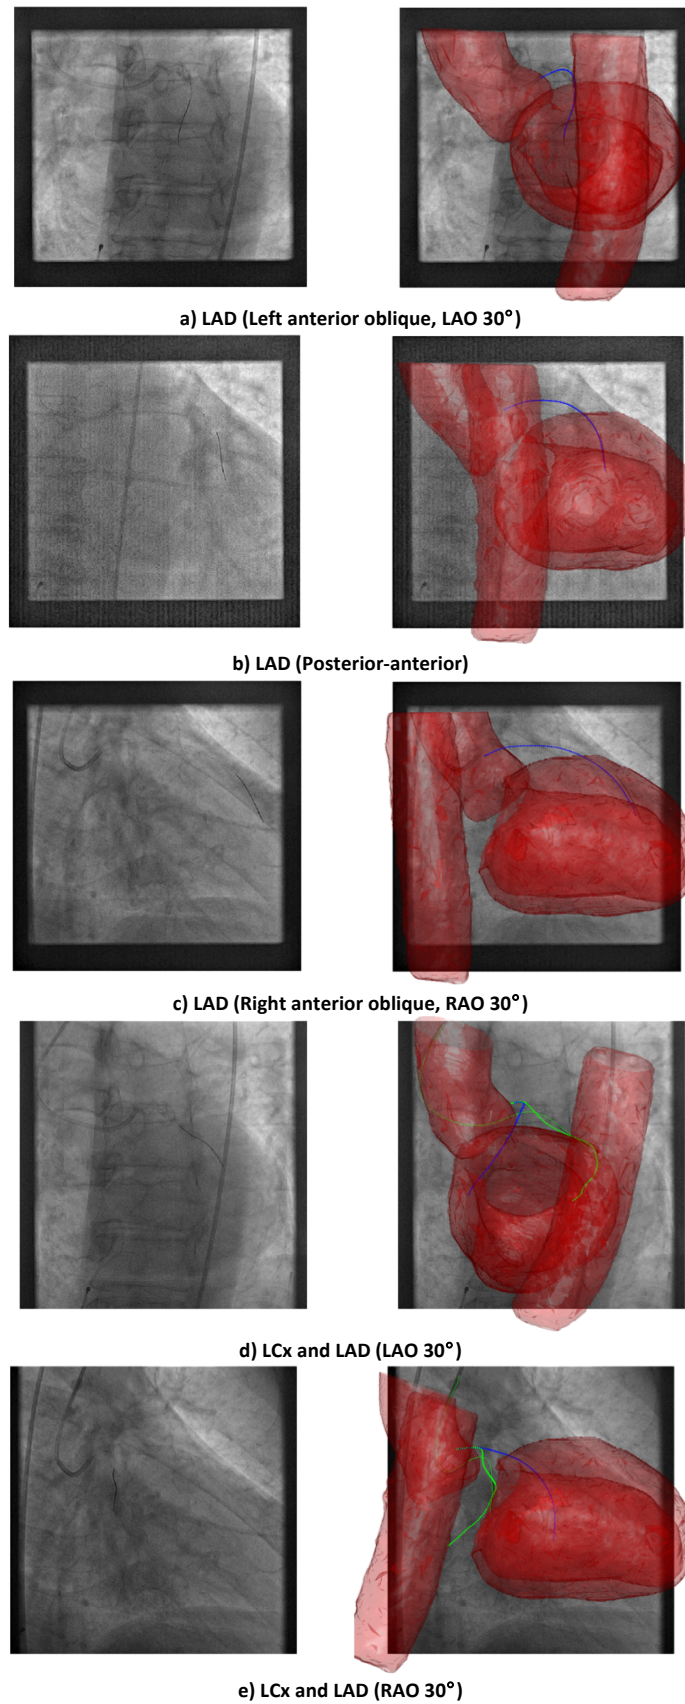 a) LAD (Left anterior oblique, LAO 30°)
b) LAD (Posterior-anterior)
c) LAD (Right anterior oblique, RAO 30°)
d) LCx and LAD (LAO 30°)
e) LCx and LAD (RAO 30°)